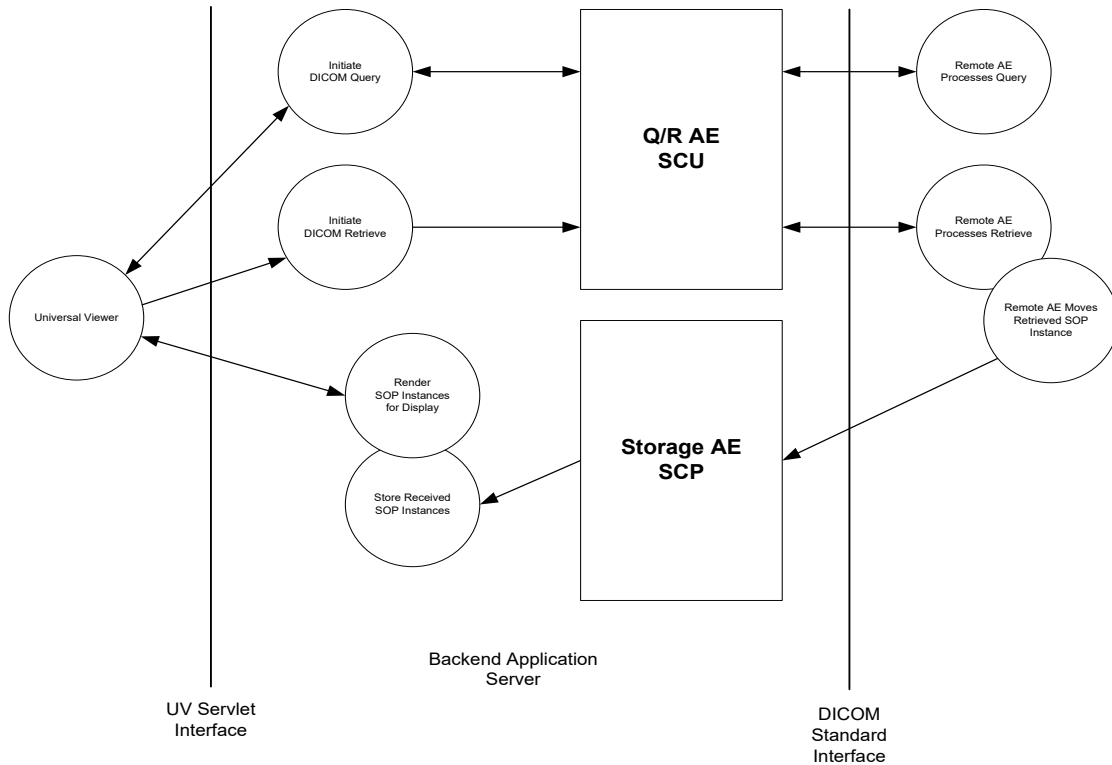 Initiate
DICOM Query
Q/R AE
SCU
Remote AE
Processes Query
Initiate
DICOM Retrieve
Remote AE
Processes Retrieve
Universal Viewer
Remote AE Moves
Retrieved SOP
Instance
Render
SOP Instances
for Display
Storage AE
SCP
Store Received
SOP Instances
Backend Application
Server
UV Servlet
Interface
DICOM
Standard
Interface